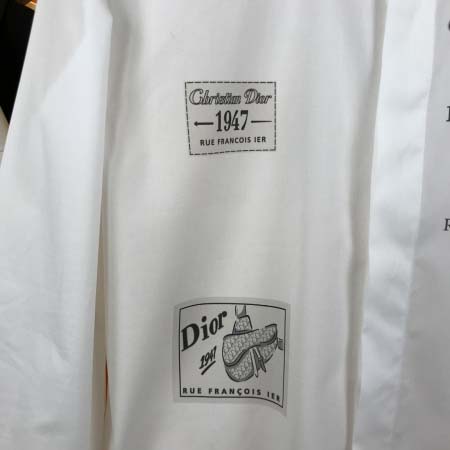 Christian Dior
1947
RUE FRANCOIS IER
Dior
1947
RUE FRANÇOIS IER